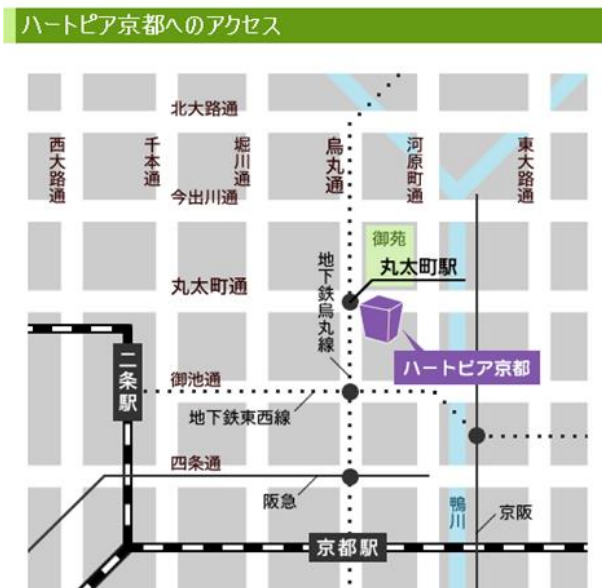 ハートピア京都へのアクセス
北大路通
西大路通
千本通
堀川通
烏丸通
河原町通
東大路通
今出川通
御苑
丸太町駅
丸太町通
地下鉄烏丸線
ハートピア京都
二条駅
御池通
地下鉄東西線
四条通
阪急
鴨川
京阪
京都駅